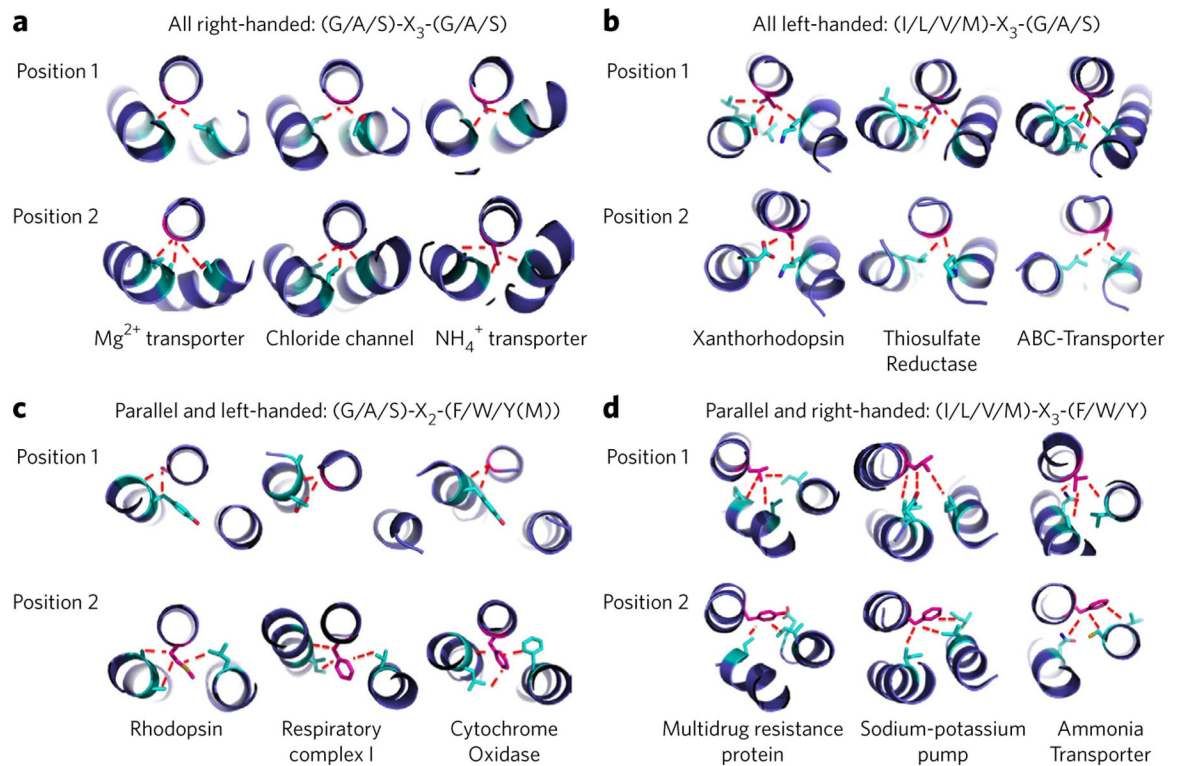 a All right-handed: (G/A/S)-X3-(G/A/S)
Position 1
Position 2
Mg2+ transporter Chloride channel NH4+ transporter
b All left-handed: (I/L/V/M)-X3-(G/A/S)
Position 1
Position 2
Xanthorhodopsin Thiosulfate ABC-Transporter
Reductase
c Parallel and left-handed: (G/A/S)-X2-(F/W/Y(M))
Position 1
Position 2
Rhodopsin Respiratory Cytochrome
complex I Oxidase
d Parallel and right-handed: (I/L/V/M)-X3-(F/W/Y)
Position 1
Position 2
Multidrug resistance Sodium-potassium Ammonia
protein pump Transporter